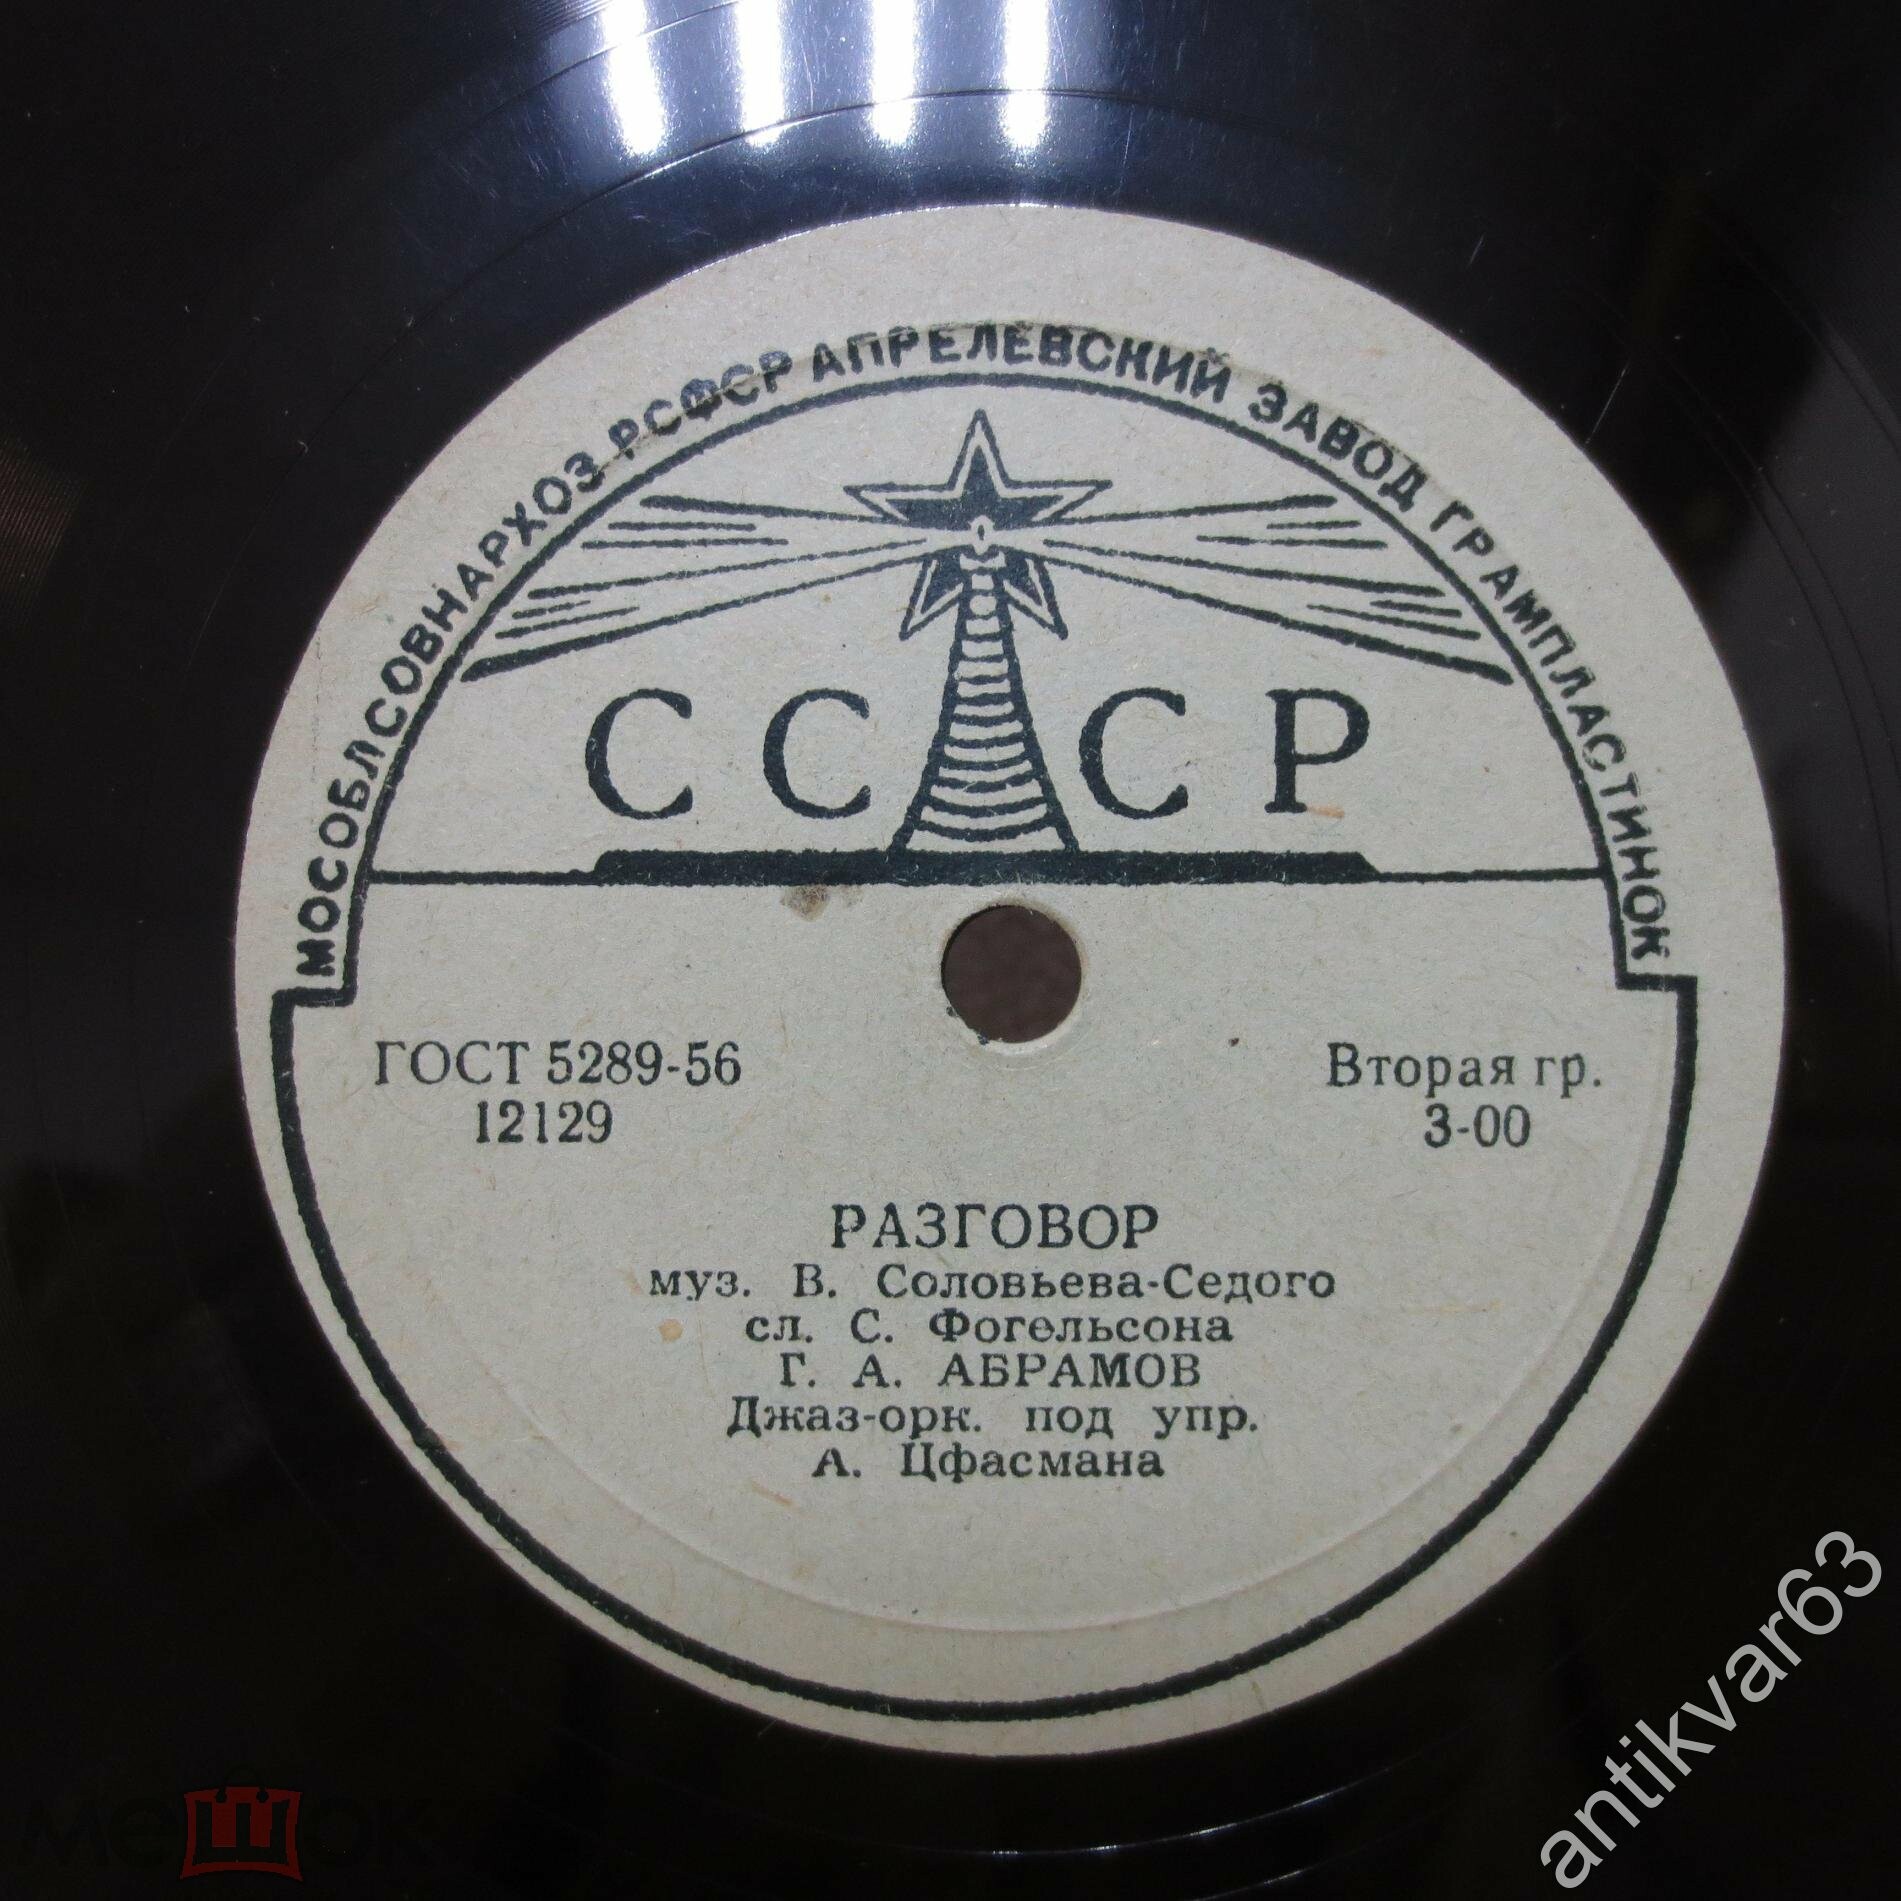 МОСОБЛСОВНАРХОЗ РСФСР АПРЕЛЕВСКИЙ ЗАВОД ГРАМПЛАСТИНОК
СССР
ГОСТ 5289-56
12129
Вторая гр.
3-00
РАЗГОВОР
муз. В. Соловьева-Седого
сл. С. Фогельсона
Г. А. АБРАМОВ
Джаз-орк. под упр.
А. Цфасмана
antikvar63
мешок